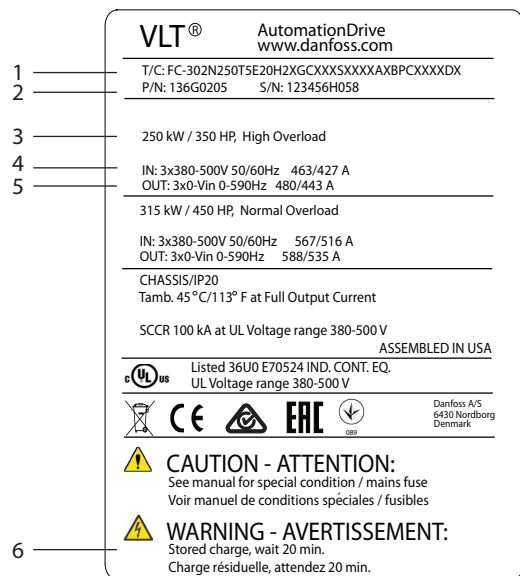 VLT® AutomationDrive
www.danfoss.com
1 T/C: FC-302N250T5E20H2XGCXXXSXXXXAXBPCXXXXDX
2 P/N: 136G0205 S/N: 123456H058
3 250 kW / 350 HP, High Overload
4 IN: 3x380-500V 50/60Hz 463/427 A
5 OUT: 3x0-Vin 0-590Hz 480/443 A
315 kW / 450 HP, Normal Overload
IN: 3x380-500V 50/60Hz 567/516 A
OUT: 3x0-Vin 0-590Hz 588/535 A
CHASSIS/IP20
Tamb. 45°C/113° F at Full Output Current
SCCR 100 kA at UL Voltage range 380-500 V
ASSEMBLED IN USA
c UL us Listed 36U0 E70524 IND. CONT. EQ.
UL Voltage range 380-500 V
CE EAC 089 Danfoss A/S
6430 Nordborg
Denmark
CAUTION - ATTENTION:
See manual for special condition / mains fuse
Voir manuel de conditions spéciales / fusibles
WARNING - AVERTISSEMENT:
6 Stored charge, wait 20 min.
Charge résiduelle, attendez 20 min.